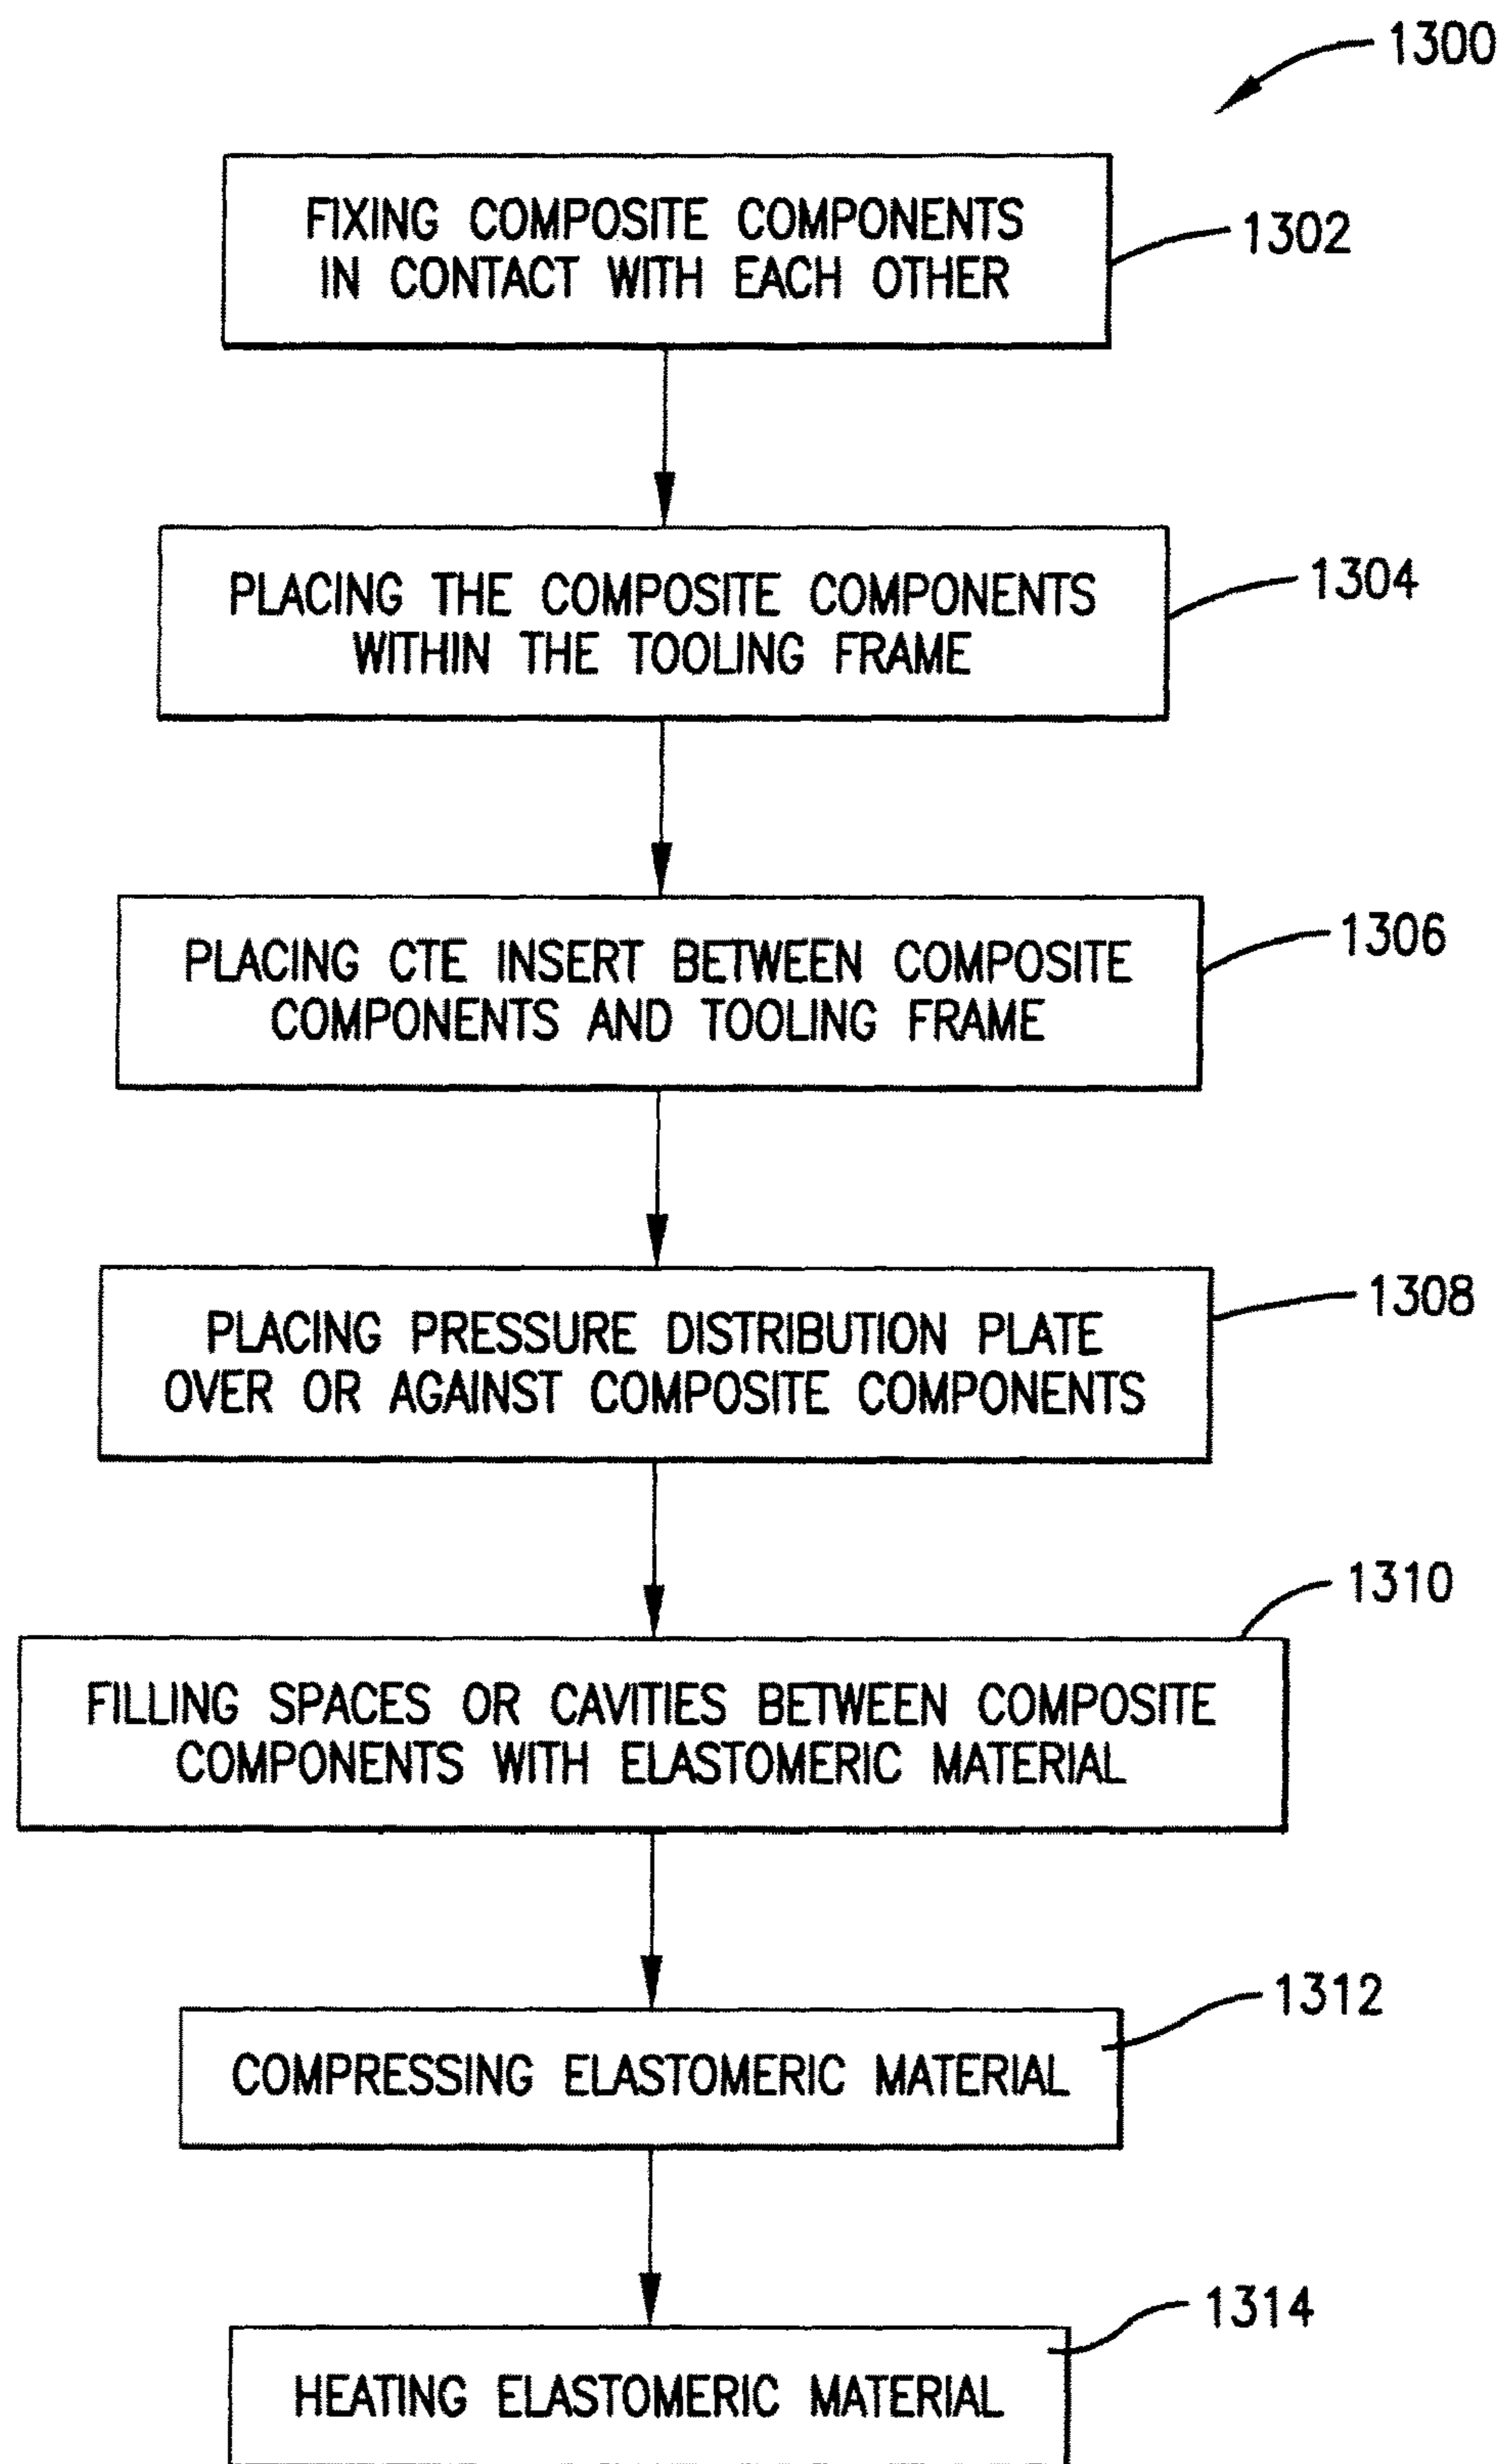 1300
FIXING COMPOSITE COMPONENTS
IN CONTACT WITH EACH OTHER
1302
PLACING THE COMPOSITE COMPONENTS
WITHIN THE TOOLING FRAME
1304
PLACING CTE INSERT BETWEEN COMPOSITE
COMPONENTS AND TOOLING FRAME
1306
PLACING PRESSURE DISTRIBUTION PLATE
OVER OR AGAINST COMPOSITE COMPONENTS
1308
1310
FILLING SPACES OR CAVITIES BETWEEN COMPOSITE
COMPONENTS WITH ELASTOMERIC MATERIAL
1312
COMPRESSING ELASTOMERIC MATERIAL
1314
HEATING ELASTOMERIC MATERIAL